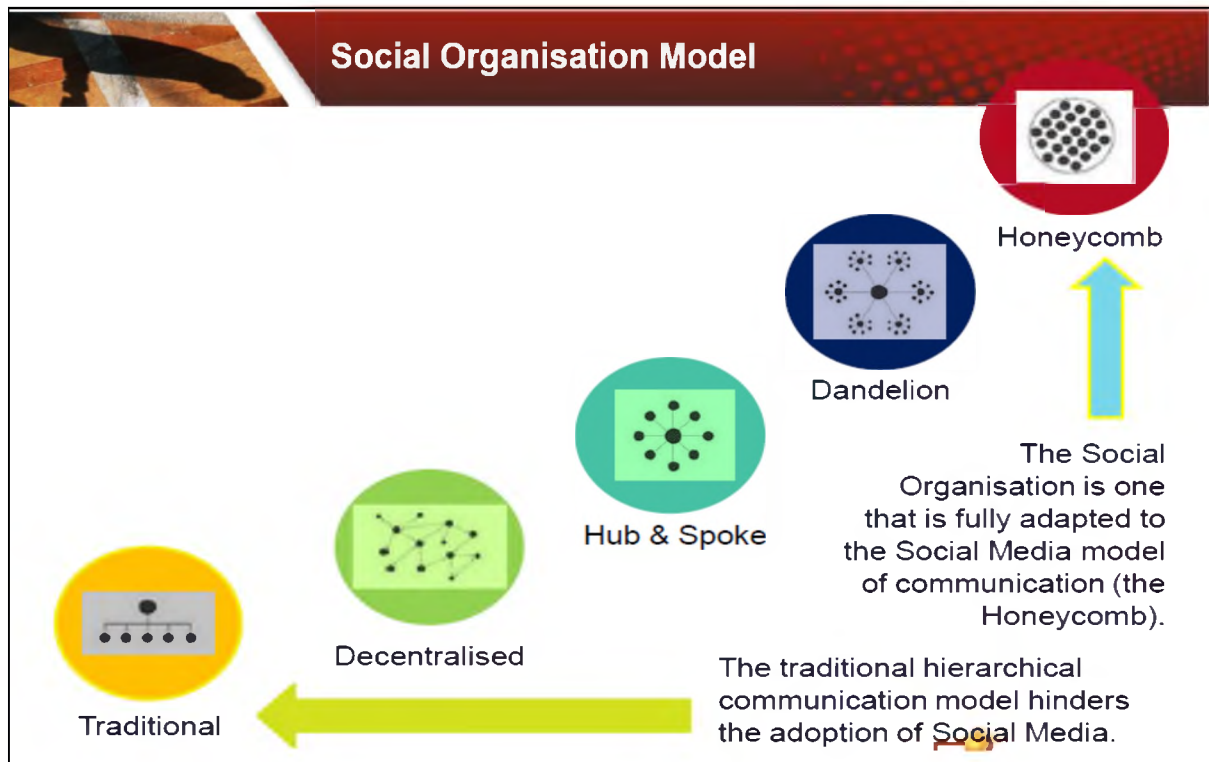 Social Organisation Model
Honeycomb
Dandelion
Hub & Spoke
Decentralised
Traditional
The Social
Organisation is one
that is fully adapted to
the Social Media model
of communication (the
Honeycomb).
The traditional hierarchical
communication model hinders
the adoption of Social Media.